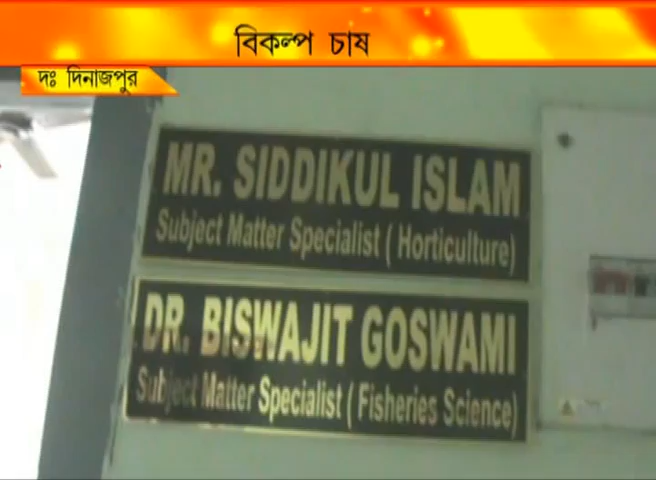 বিকল্প চাষ
দঃ দিনাজপুর
MR. SIDDIKUL ISLAM
Subject Matter Specialist ( Horticulture)
DR. BISWAJIT GOSWAMI
Subject Matter Specialist ( Fisheries Science)